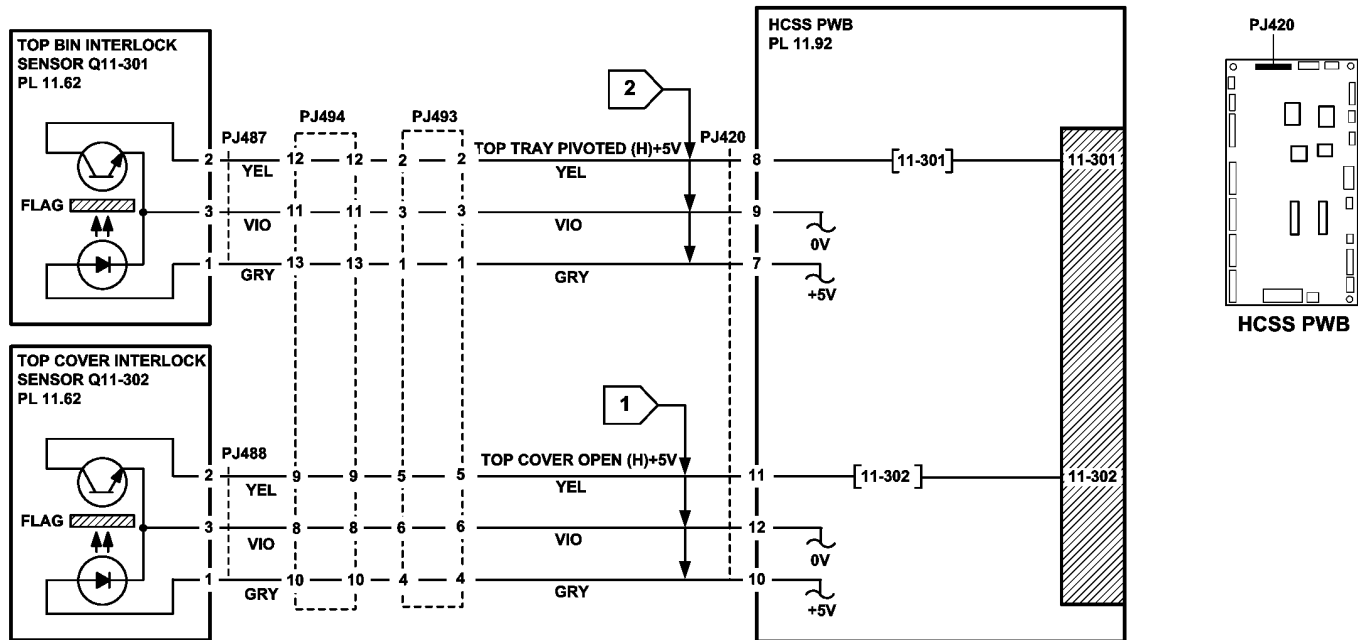 TOP BIN INTERLOCK
SENSOR Q11-301
PL 11.62
FLAG
2
3
1
PJ487
YEL
VIO
GRY
PJ494
12 12
11 11
13 13
PJ493
2 2
3 3
1 1
TOP TRAY PIVOTED (H)+5V
YEL
VIO
GRY
2
PJ420
HCSS PWB
PL 11.92
8
9
7
11-301
11-301
0V
+5V
TOP COVER INTERLOCK
SENSOR Q11-302
PL 11.62
FLAG
2
3
1
PJ488
YEL
VIO
GRY
9 9
8 8
10 10
5 5
6 6
4 4
TOP COVER OPEN (H)+5V
YEL
VIO
GRY
1
11
12
10
11-302
11-302
0V
+5V
PJ420
HCSS PWB